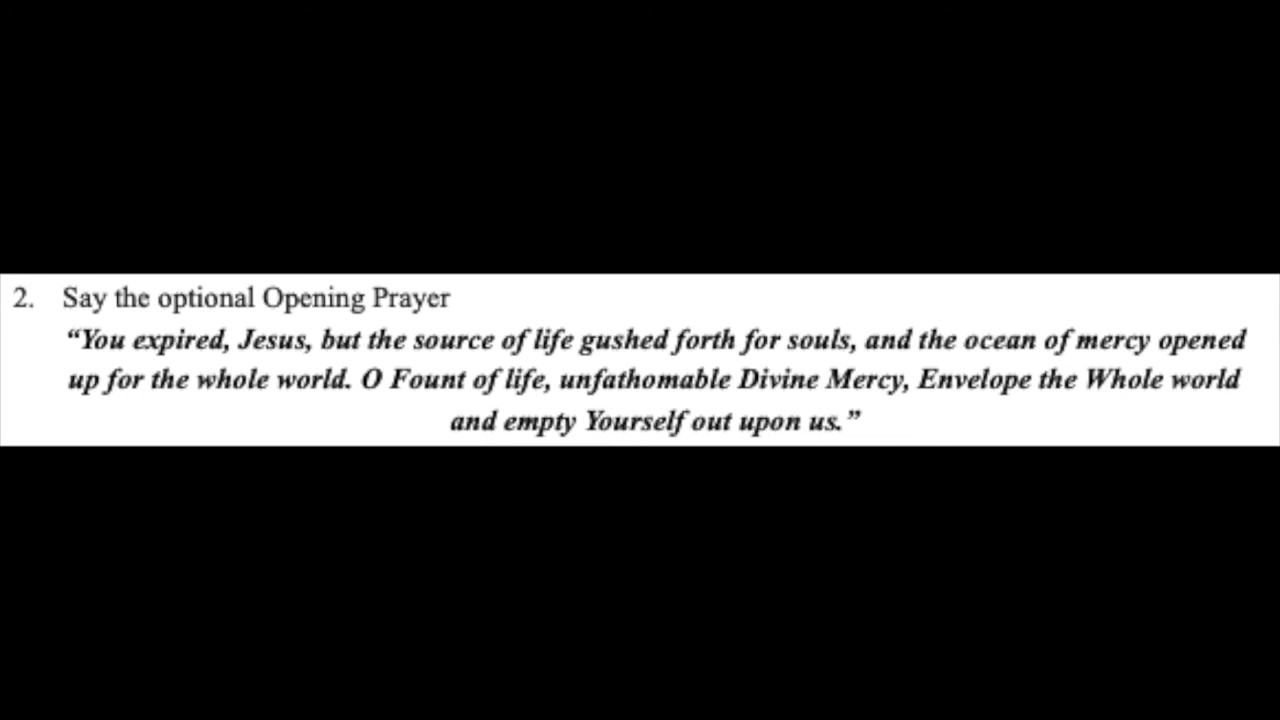 2. Say the optional Opening Prayer
“You expired, Jesus, but the source of life gushed forth for souls, and the ocean of mercy opened
up for the whole world. O Fount of life, unfathomable Divine Mercy, Envelope the Whole world
and empty Yourself out upon us.”